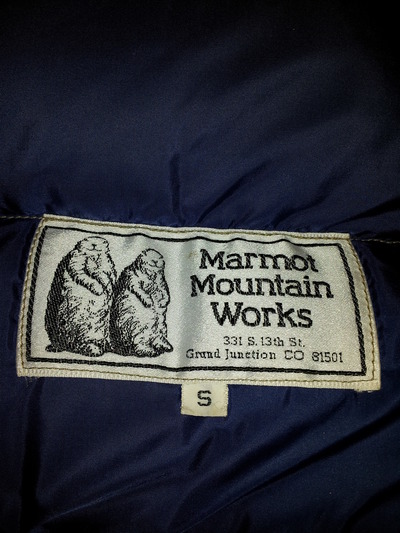 Marmot
Mountain
Works
331 S. 13th St.
Grand Junction CO 81501
S